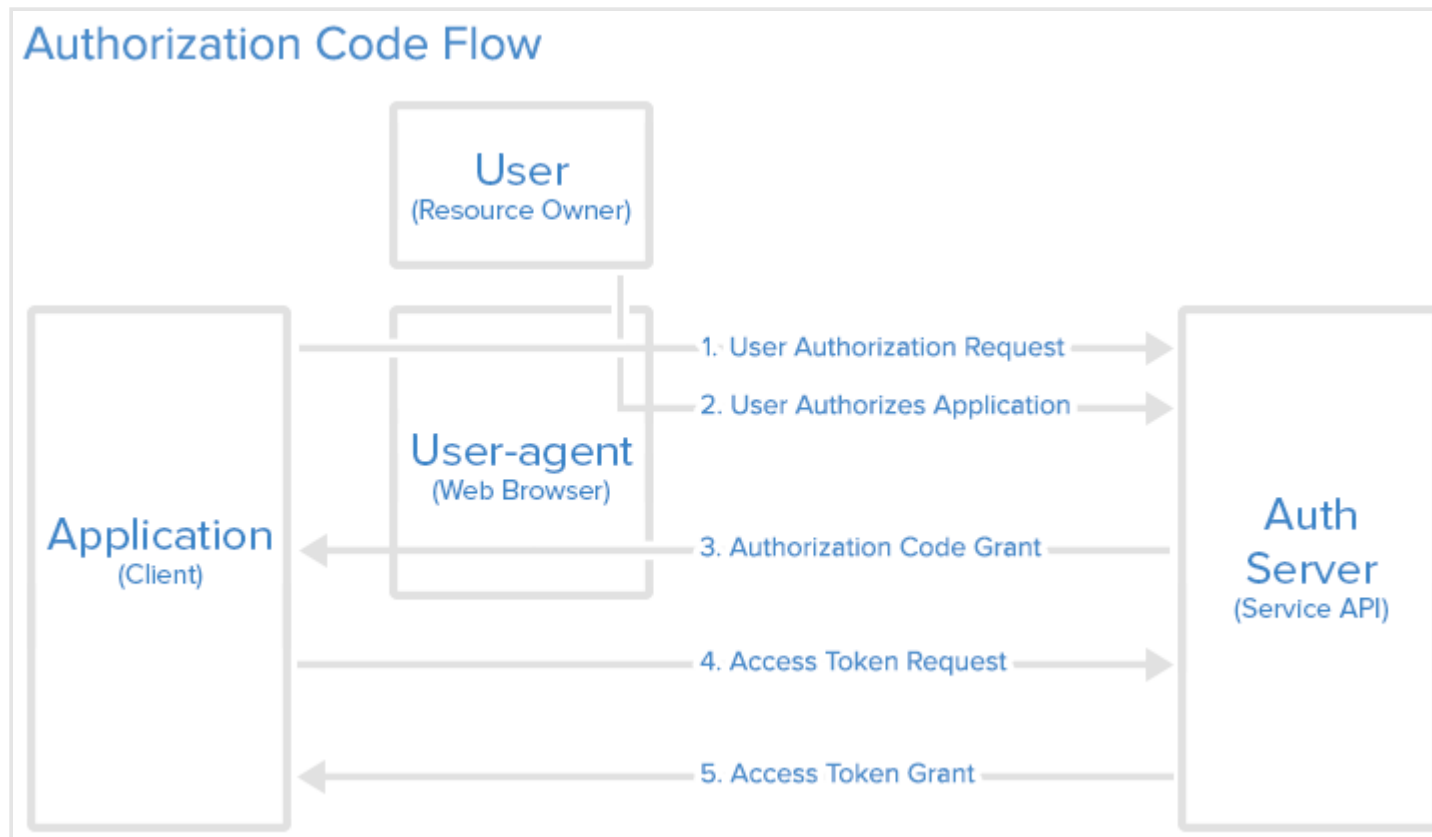 Authorization Code Flow
User
(Resource Owner)
1. User Authorization Request
2. User Authorizes Application
User-agent
(Web Browser)
Application
(Client)
3. Authorization Code Grant
Auth
Server
(Service API)
4. Access Token Request
5. Access Token Grant